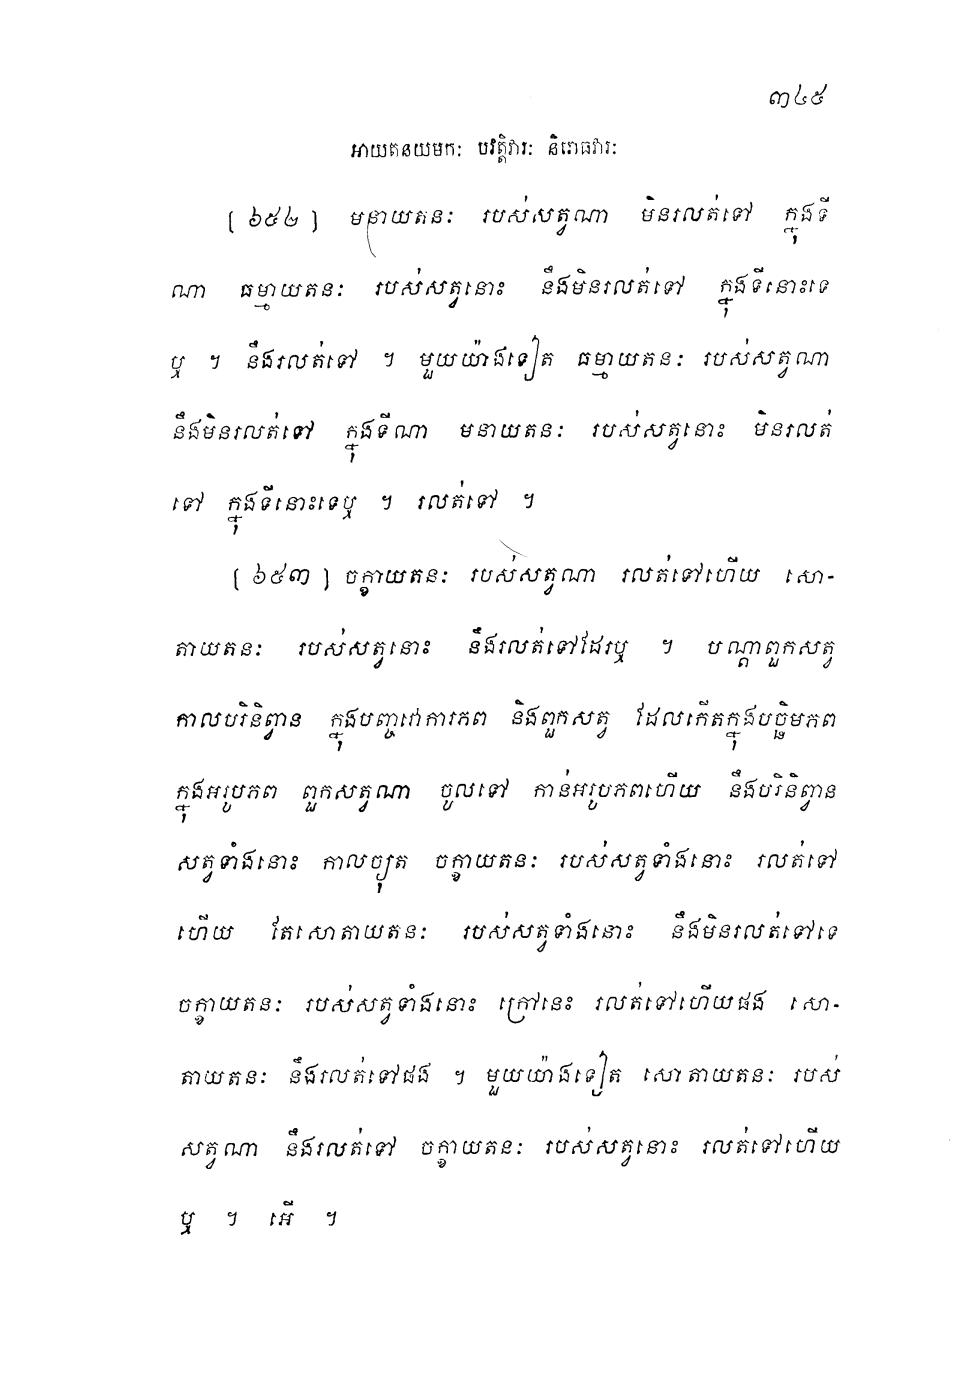 ៣៤៥
អាយតនយមកៈ បវត្តិវារៈ និរោធវារៈ
[ ៦៥៤ ] មនាយតនៈ របស់សត្វណា មិនរលត់ទៅ ក្នុងទី
ណា ធម្មាយតនៈ របស់សត្វនោះ នឹងមិនរលត់ទៅ ក្នុងទីនោះទេ
ឬ ។ នឹងរលត់ទៅ ។ មួយយ៉ាងទៀត ធម្មាយតនៈ របស់សត្វណា
នឹងមិនរលត់ទៅ ក្នុងទីណា មនាយតនៈ របស់សត្វនោះ មិនរលត់
ទៅ ក្នុងទីនោះទេឬ ។ រលត់ទៅ ។
[ ៦៥៣ ] ចក្ខាយតនៈ របស់សត្វណា រលត់ទៅហើយ សោ-
តាយតនៈ របស់សត្វនោះ នឹងរលត់ទៅដែរឬ ។ បណ្តាពួកសត្វ
កាលបរិនិព្វាន ក្នុងបញ្ចវោការភព និងពួកសត្វ ដែលកើតក្នុងបច្ឆិមភព
ក្នុងអរូបភព ពួកសត្វណា ចូលទៅ កាន់អរូបភពហើយ នឹងបរិនិព្វាន
សត្វទាំងនោះ កាលច្យុត ចក្ខាយតនៈ របស់សត្វទាំងនោះ រលត់ទៅ
ហើយ តែសោតាយតនៈ របស់សត្វទាំងនោះ នឹងមិនរលត់ទៅទេ
ចក្ខាយតនៈ របស់សត្វទាំងនោះ ក្រៅនេះ រលត់ទៅហើយផង សោ-
តាយតនៈ នឹងរលត់ទៅផង ។ មួយយ៉ាងទៀត សោតាយតនៈ របស់
សត្វណា នឹងរលត់ទៅ ចក្ខាយតនៈ របស់សត្វនោះ រលត់ទៅហើយ
ឬ ។ អើ ។